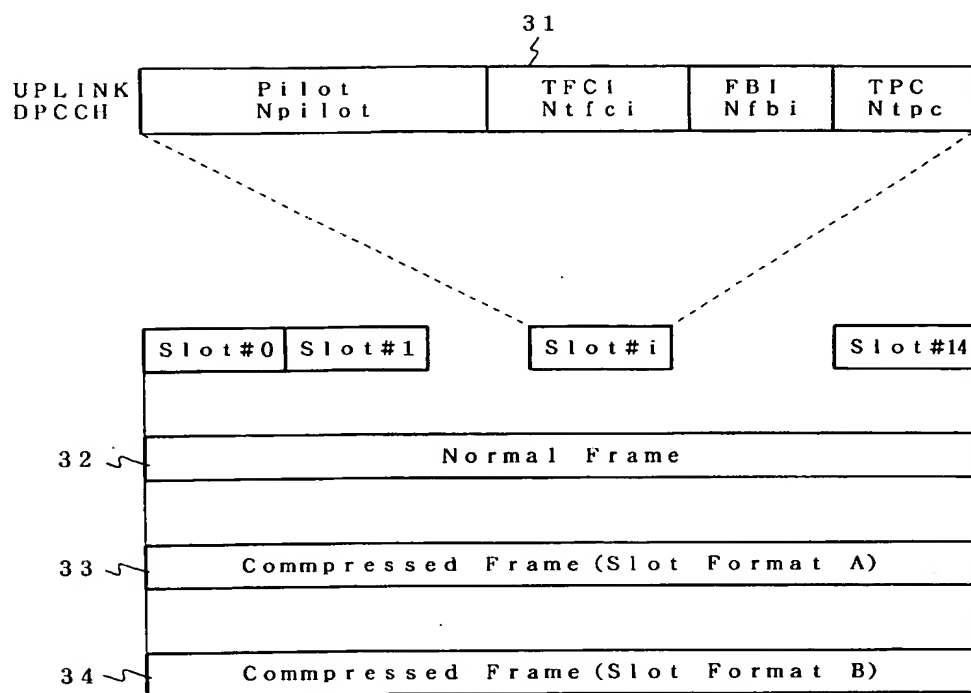 31
UPLINK DPCCH
Pilot Npilot
TFCI Ntfci
FBI Nfbi
TPC Ntpc
Slot#0 Slot#1 Slot#i Slot#14
32 Normal Frame
33 Commpressed Frame(Slot Format A)
34 Commpressed Frame(Slot Format B)